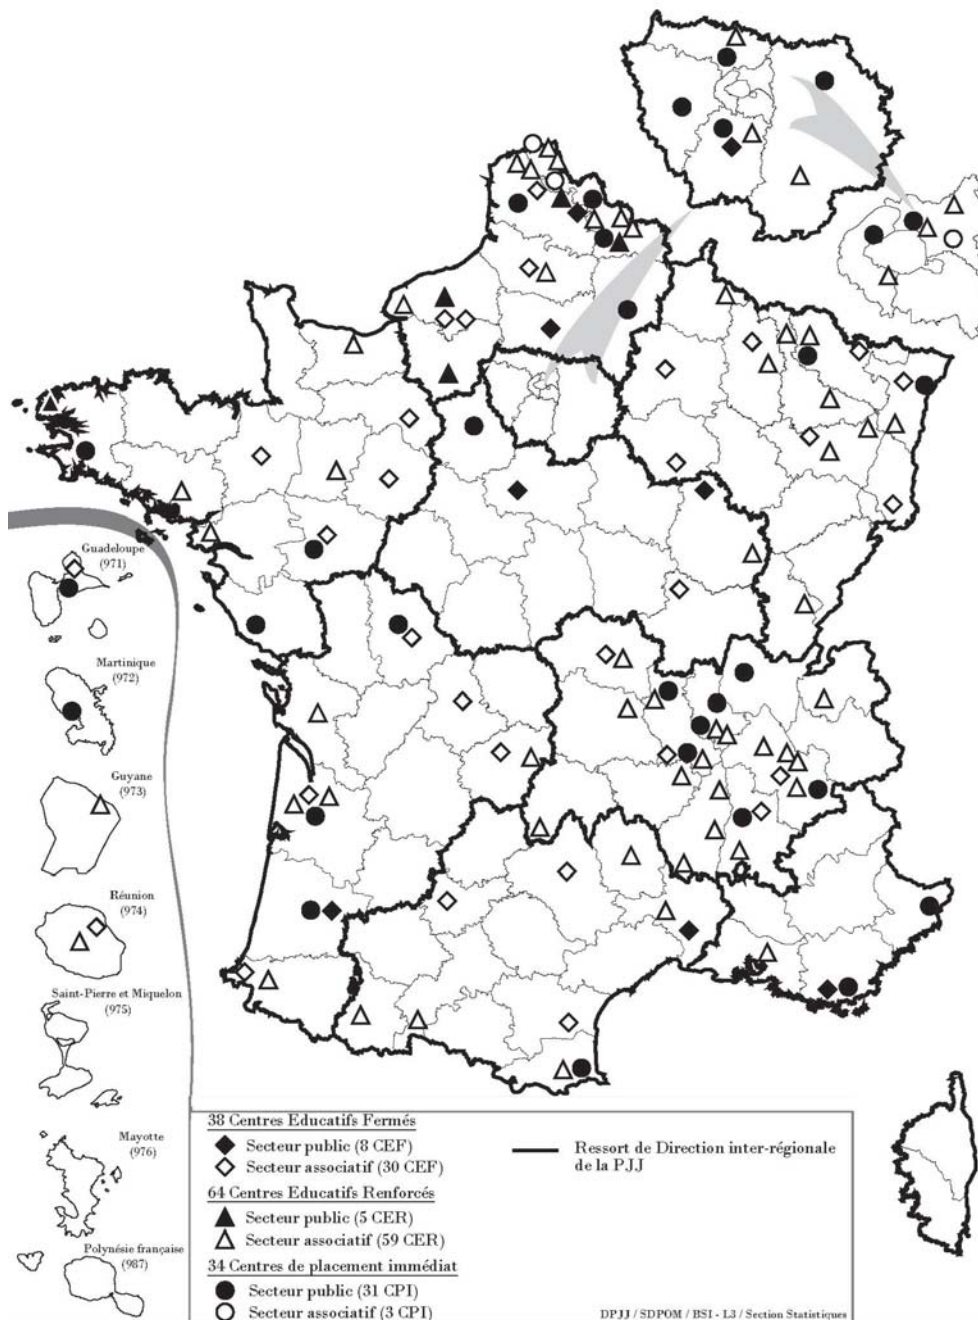 Guadeloupe
(971)
Martinique
(972)
Guyane
(973)
Réunion
(974)
Saint-Pierre et Miquelon
(975)
Mayotte
(976)
Polynésie française
(987)
38 Centres Educatifs Fermés
Secteur public (8 CEF)
Secteur associatif (30 CEF)
64 Centres Educatifs Renforcés
Secteur public (5 CER)
Secteur associatif (59 CER)
34 Centres de placement immédiat
Secteur public (31 CPI)
Secteur associatif (3 CPI)
Ressort de Direction inter-régionale
de la PJJ
DPJJ / SDPOM / BSI - L3 / Section Statistiques